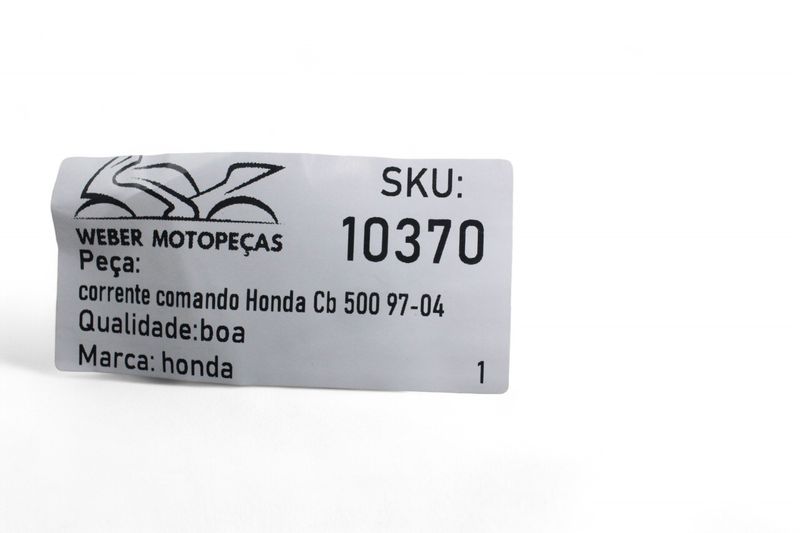 WEBER MOTOPEÇAS
SKU:
10370
Peça:
corrente comando Honda Cb 500 97-04
Qualidade:boa
Marca: honda
1